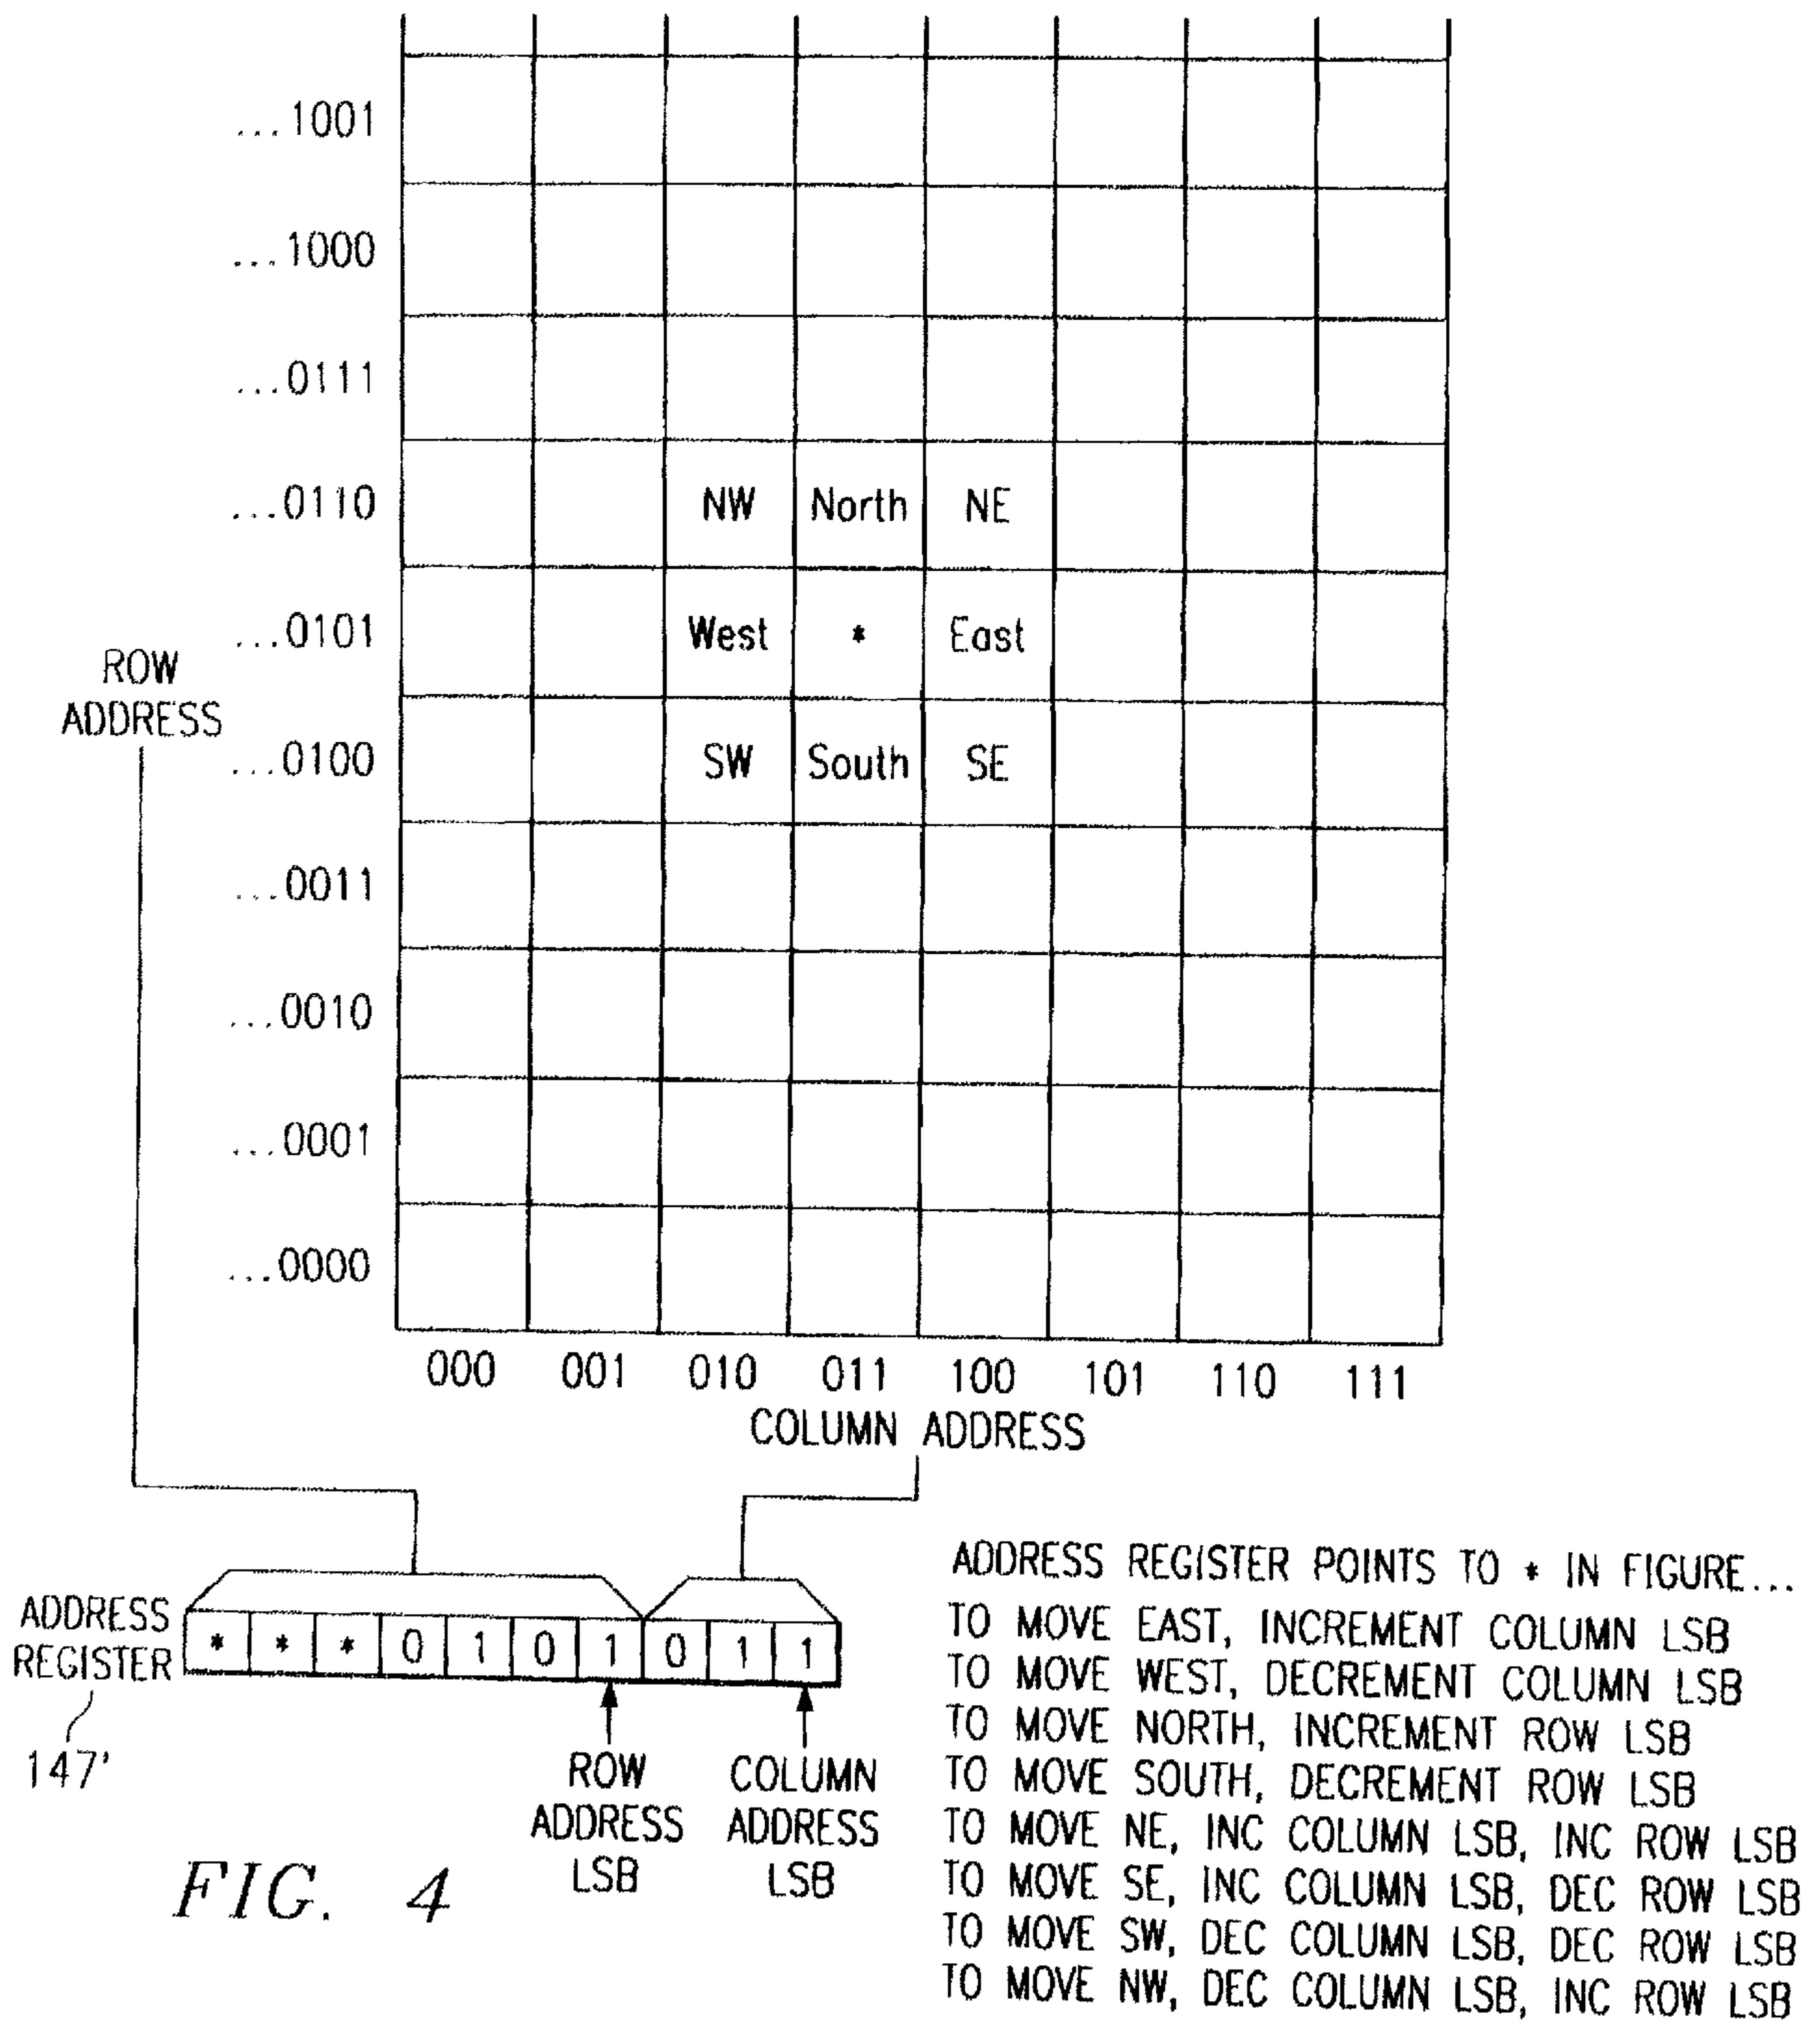 ...1001
...1000
...0111
...0110 NW North NE
...0101 West * East
ROW
ADDRESS
...0100 SW South SE
...0011
...0010
...0001
...0000
000 001 010 011 100 101 110 111
COLUMN ADDRESS
ADDRESS
REGISTER
* * * 0 1 0 1 0 1 1
147'
ROW
ADDRESS
LSB
COLUMN
ADDRESS
LSB
FIG. 4
ADDRESS REGISTER POINTS TO * IN FIGURE...
TO MOVE EAST, INCREMENT COLUMN LSB
TO MOVE WEST, DECREMENT COLUMN LSB
TO MOVE NORTH, INCREMENT ROW LSB
TO MOVE SOUTH, DECREMENT ROW LSB
TO MOVE NE, INC COLUMN LSB, INC ROW LSB
TO MOVE SE, INC COLUMN LSB, DEC ROW LSB
TO MOVE SW, DEC COLUMN LSB, DEC ROW LSB
TO MOVE NW, DEC COLUMN LSB, INC ROW LSB